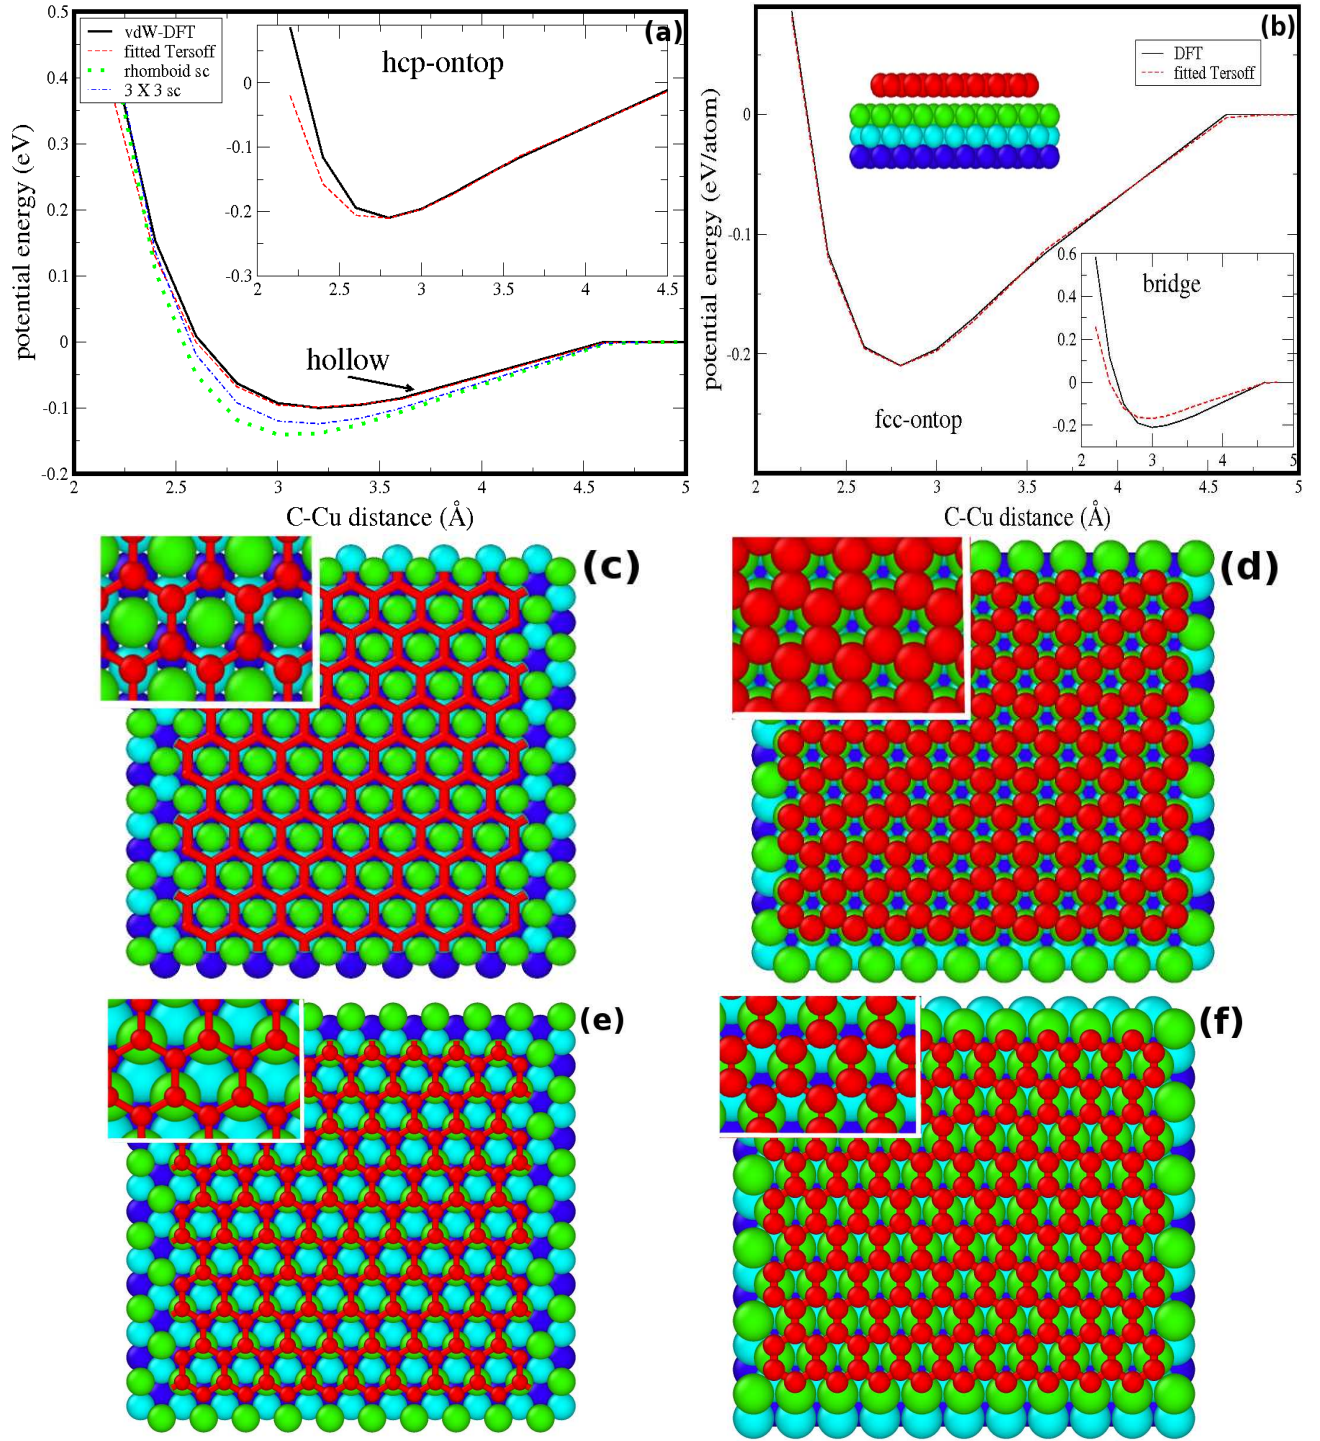 (a)
vdW-DFT
fitted Tersoff
rhomboid sc
3 X 3 sc
0.5
0.4
0.3
0.2
0.1
0
-0.1
-0.2
potential energy (eV)
hcp-ontop
0
-0.1
-0.2
-0.3
2
2.5
3
3.5
4
4.5
hollow
2
2.5
3
3.5
4
4.5
5
C-Cu distance (Å)
(b)
DFT
fitted Tersoff
0
-0.1
-0.2
potential energy (eV/atom)
fcc-ontop
bridge
0.6
0.4
0.2
0
-0.2
2
3
4
5
2
2.5
3
3.5
4
4.5
5
C-Cu distance (Å)
(c)
(d)
(e)
(f)